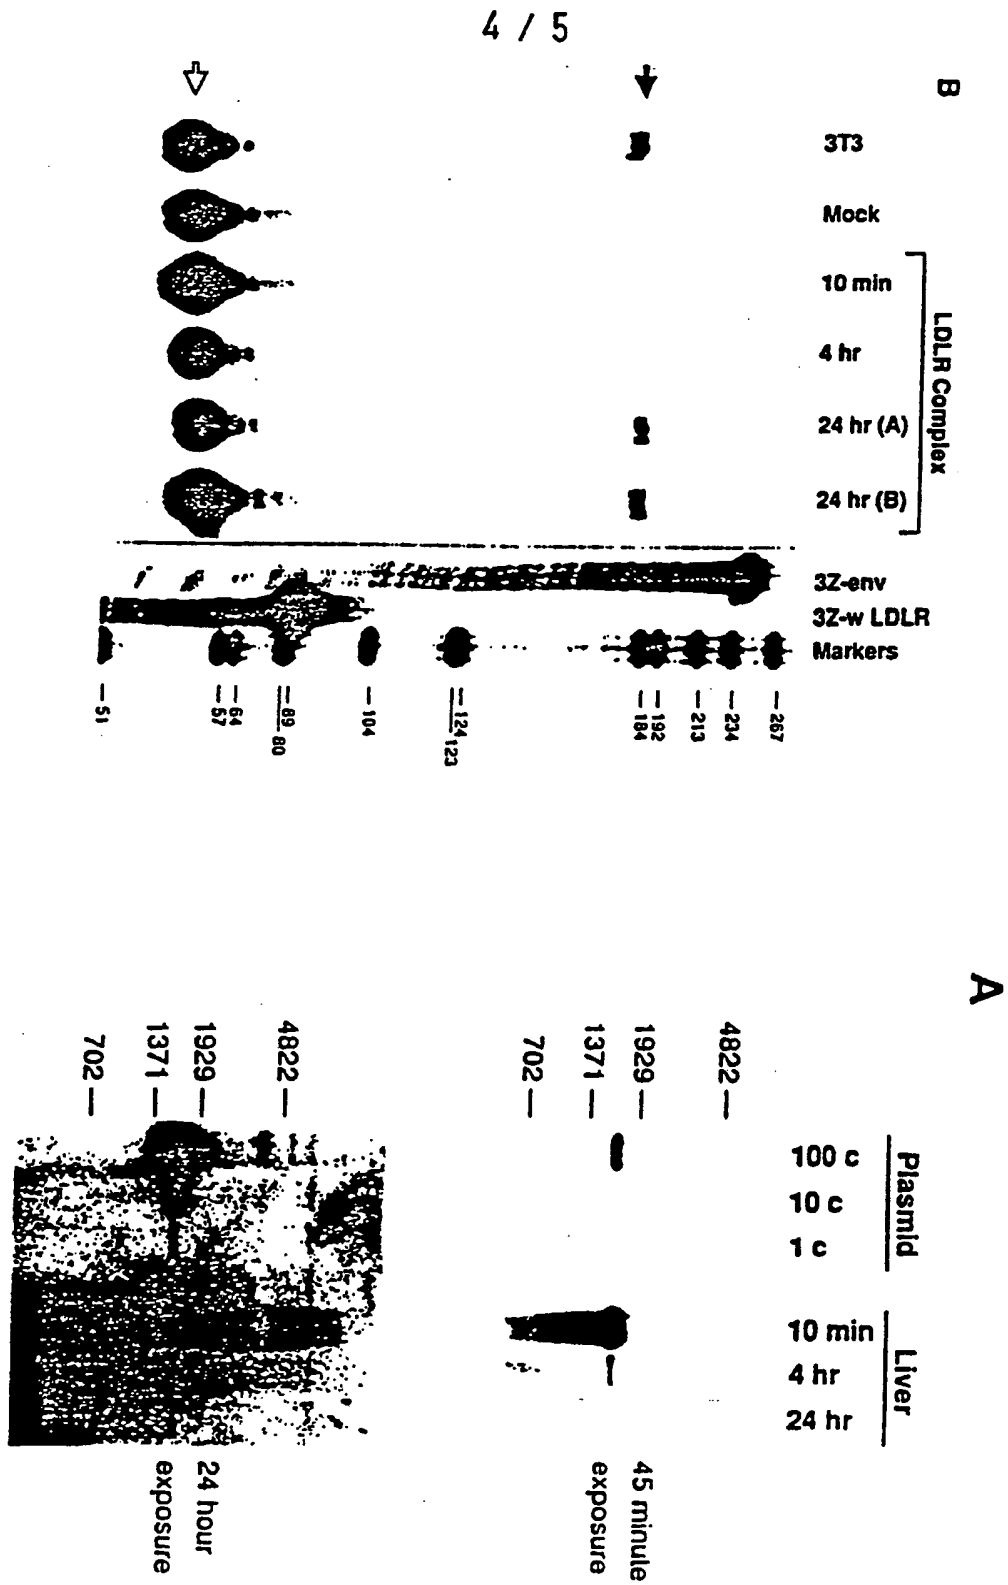 4 / 5
A
Plasmid
Liver
100 c
10 c
1 c
10 min
4 hr
24 hr
4822
1929
1371
702
45 minule
exposure
4822
1929
1371
702
24 hour
exposure
B
LDLR Complex
3T3
Mock
10 min
4 hr
24 hr (A)
24 hr (B)
3Z-env
3Z-w LDLR
Markers
267
234
213
192
184
124
123
104
89
80
64
57
51